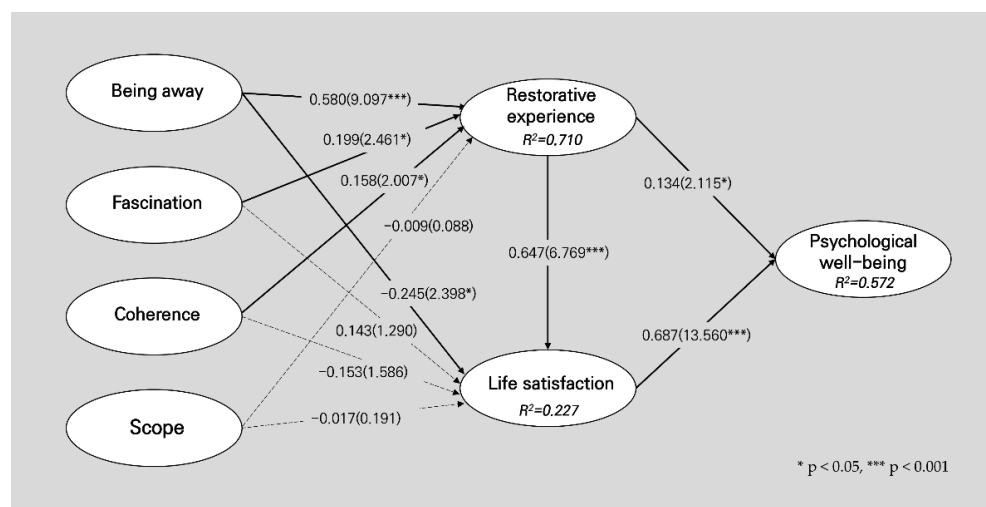 Being away
Fascination
Coherence
Scope
0.580(9.097***)
0.199(2.461*)
0.158(2.007*)
−0.009(0.088)
−0.245(2.398*)
0.143(1.290)
−0.153(1.586)
−0.017(0.191)
Restorative
experience
R²=0.710
0.647(6.769***)
Life satisfaction
R²=0.227
0.134(2.115*)
0.687(13.560***)
Psychological
well−being
R²=0.572
* p < 0.05, *** p < 0.001